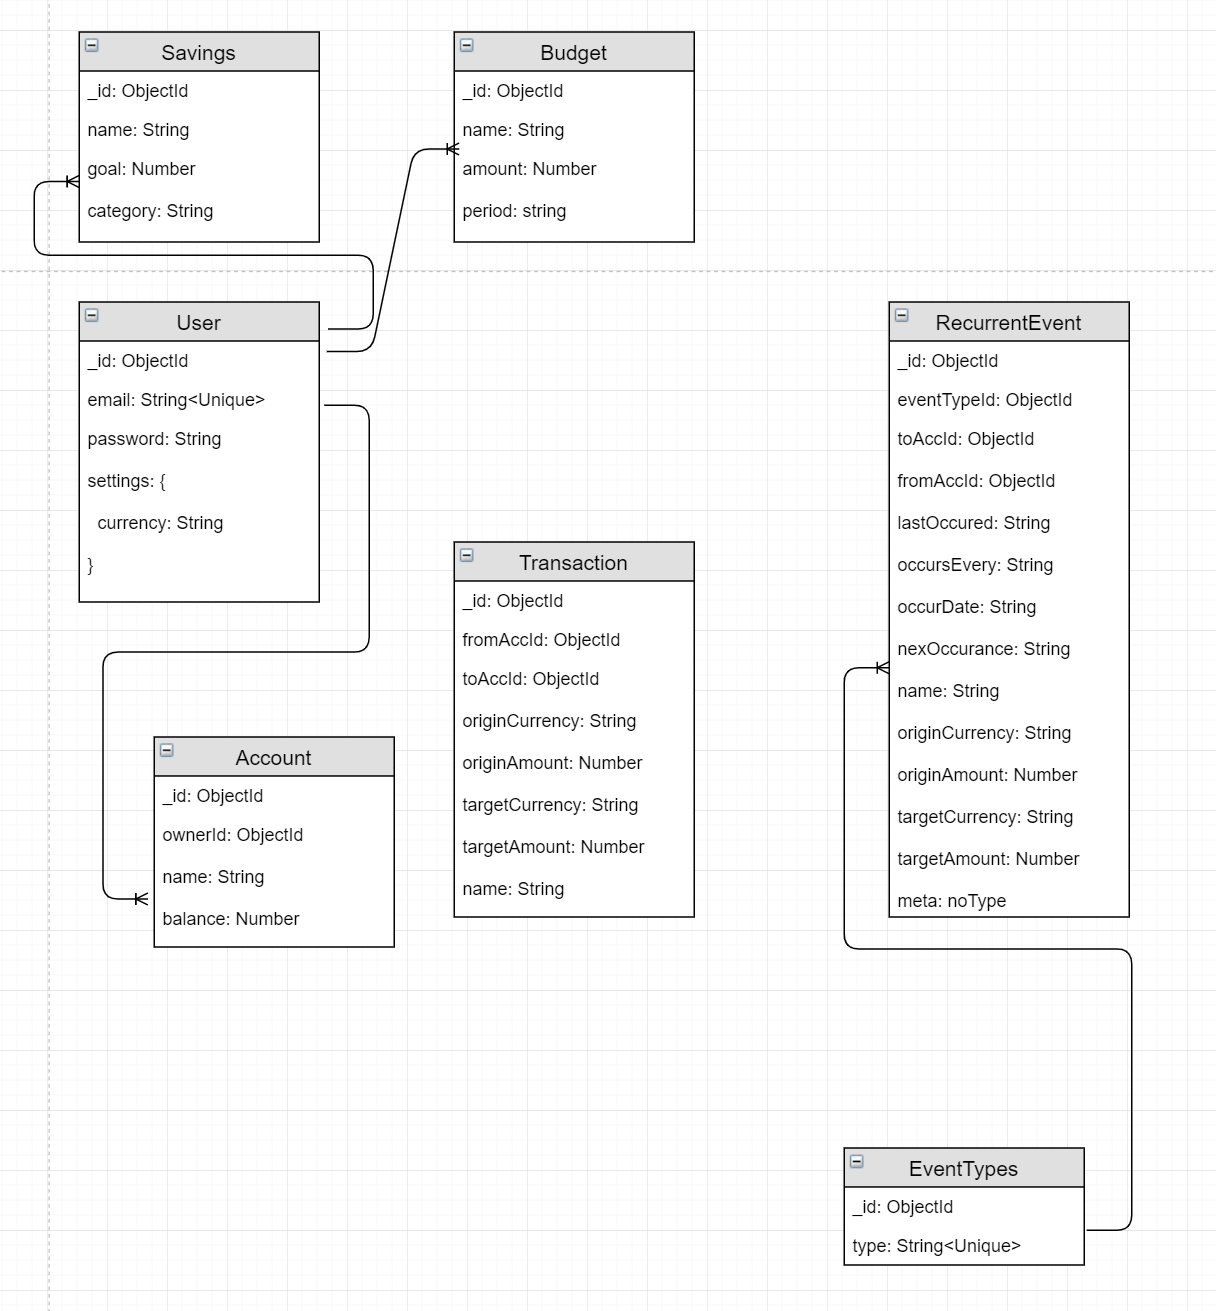 Savings
_id: ObjectId
name: String
goal: Number
category: String
Budget
_id: ObjectId
name: String
amount: Number
period: string
User
_id: ObjectId
email: String<Unique>
password: String
settings: {
currency: String
}
RecurrentEvent
_id: ObjectId
eventTypeId: ObjectId
toAccId: ObjectId
fromAccId: ObjectId
lastOccured: String
occursEvery: String
occurDate: String
nexOccurance: String
name: String
originCurrency: String
originAmount: Number
targetCurrency: String
targetAmount: Number
meta: noType
Transaction
_id: ObjectId
fromAccId: ObjectId
toAccId: ObjectId
originCurrency: String
originAmount: Number
targetCurrency: String
targetAmount: Number
name: String
Account
_id: ObjectId
ownerId: ObjectId
name: String
balance: Number
EventTypes
_id: ObjectId
type: String<Unique>